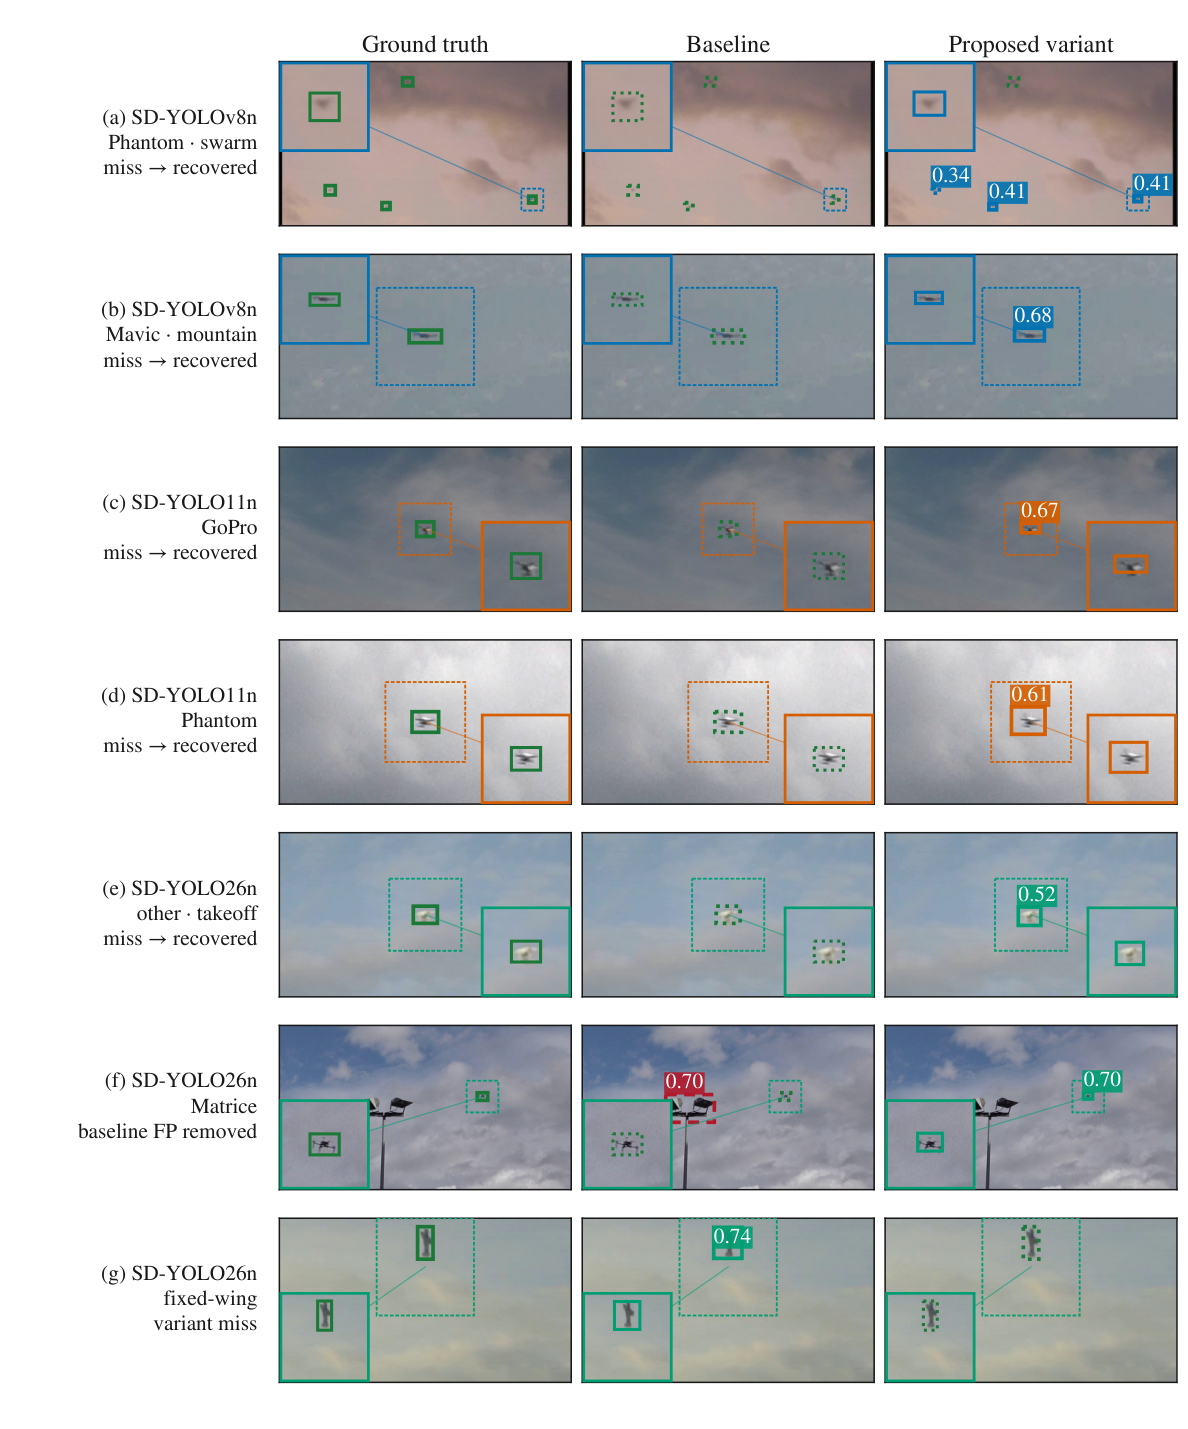 Ground truth
Baseline
Proposed variant
(a) SD-YOLOv8n
Phantom · swarm
miss → recovered
0.34
0.41
0.41
(b) SD-YOLOv8n
Mavic · mountain
miss → recovered
0.68
(c) SD-YOLO11n
GoPro
miss → recovered
0.67
(d) SD-YOLO11n
Phantom
miss → recovered
0.61
(e) SD-YOLO26n
other · takeoff
miss → recovered
0.52
(f) SD-YOLO26n
Matrice
baseline FP removed
0.70
0.70
(g) SD-YOLO26n
fixed-wing
variant miss
0.74